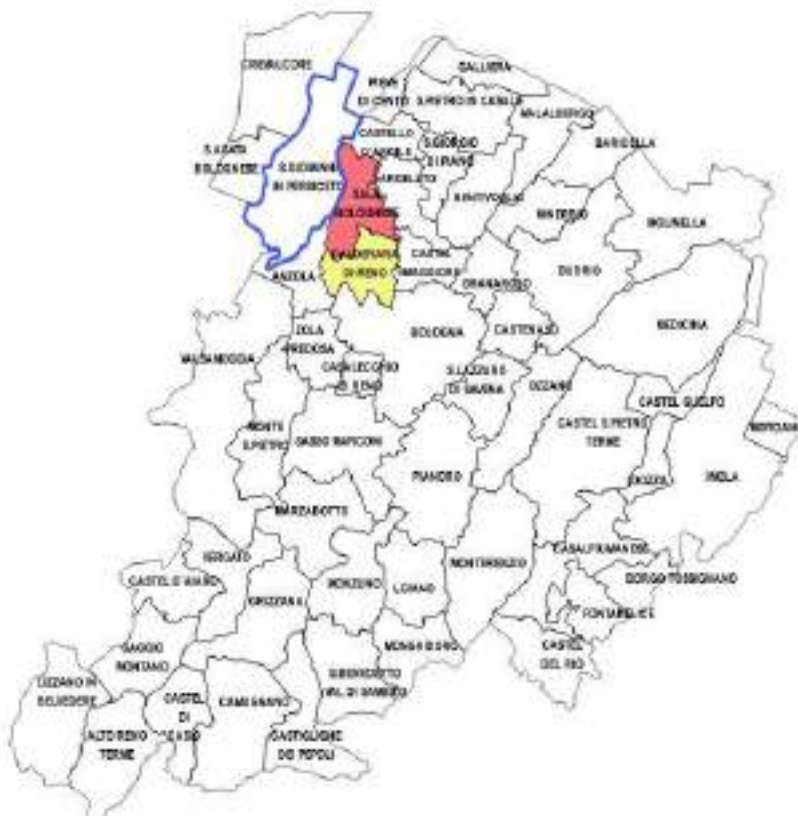 CREVALCORE
GALLIERA
PIEVE
DI CENTO
S.PIETRO IN CASALE
MALALBERGO
CASTELLO
D'ARGILE
S.GIORGIO
DI PIANO
BARICELLA
S.AGATA
BOLOGNESE
S.GIOVANNI
IN PERSICETO
ARGELATO
SALA
BOLOGNESE
BENTIVOGLIO
MINERBIO
MOLINELLA
CALDERARA
DI RENO
CASTEL
MAGGIORE
ANZOLA
GRANAROLO
BUDRIO
ZOLA
PREDOSA
BOLOGNA
CASTENASO
MEDICINA
VALSAMOGGIA
CASALECCHIO
DI RENO
S.LAZZARO
DI SAVENA
OZZANO
CASTEL GUELFO
MONTE
S.PIETRO
SASSO MARCONI
CASTEL S.PIETRO
TERME
MORDANO
PIANORO
DOZZA
IMOLA
MARZABOTTO
VERGATO
CASALFIUMANESE
CASTEL D'AIANO
MONZUNO
LOIANO
MONTERENZIO
BORGO TOSSIGNANO
GRIZZANA
FONTANELICE
GAGGIO
MONTANO
MONGHIDORO
CASTEL
DEL RIO
LIZZANO IN
BELVEDERE
S.BENEDETTO
VAL DI SAMBRO
CASTEL
DI
CASIO
CAMUGNANO
ALTO RENO
TERME
CASTIGLIONE
DEI PEPOLI